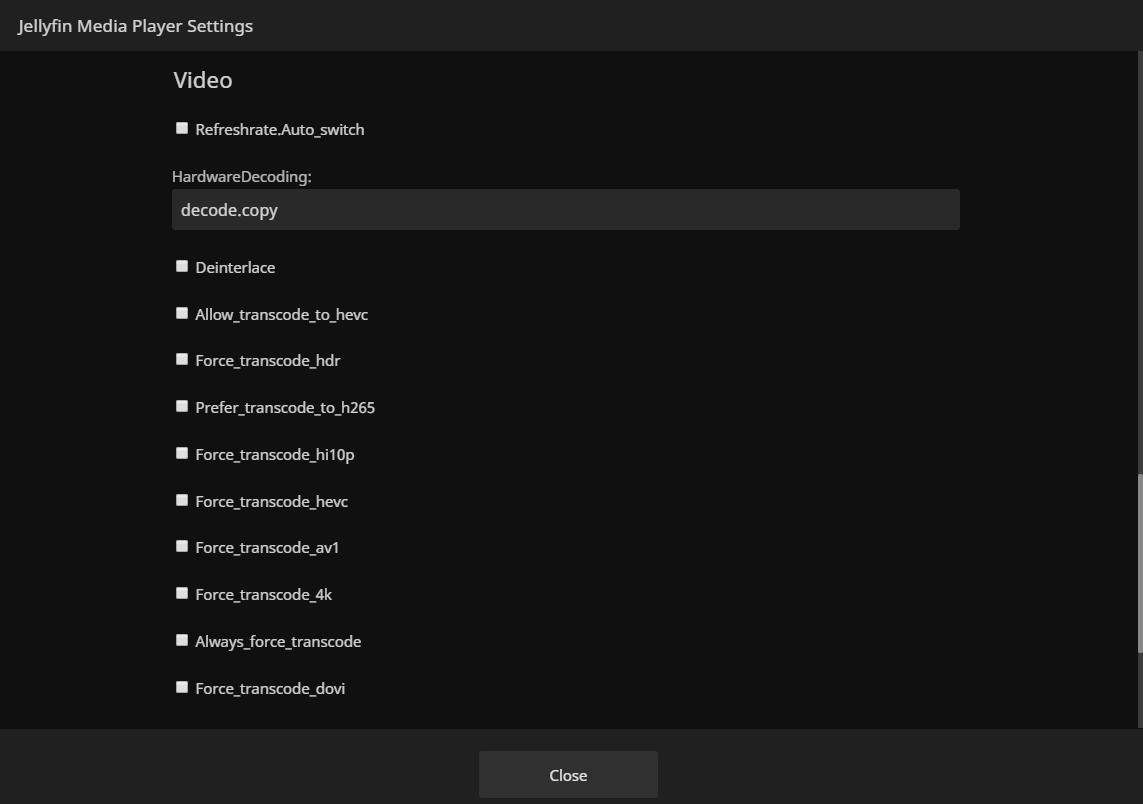 Jellyfin Media Player Settings
Video
Refreshrate.Auto_switch
HardwareDecoding:
decode.copy
Deinterlace
Allow_transcode_to_hevc
Force_transcode_hdr
Prefer_transcode_to_h265
Force_transcode_hi10p
Force_transcode_hevc
Force_transcode_av1
Force_transcode_4k
Always_force_transcode
Force_transcode_dovi
Close